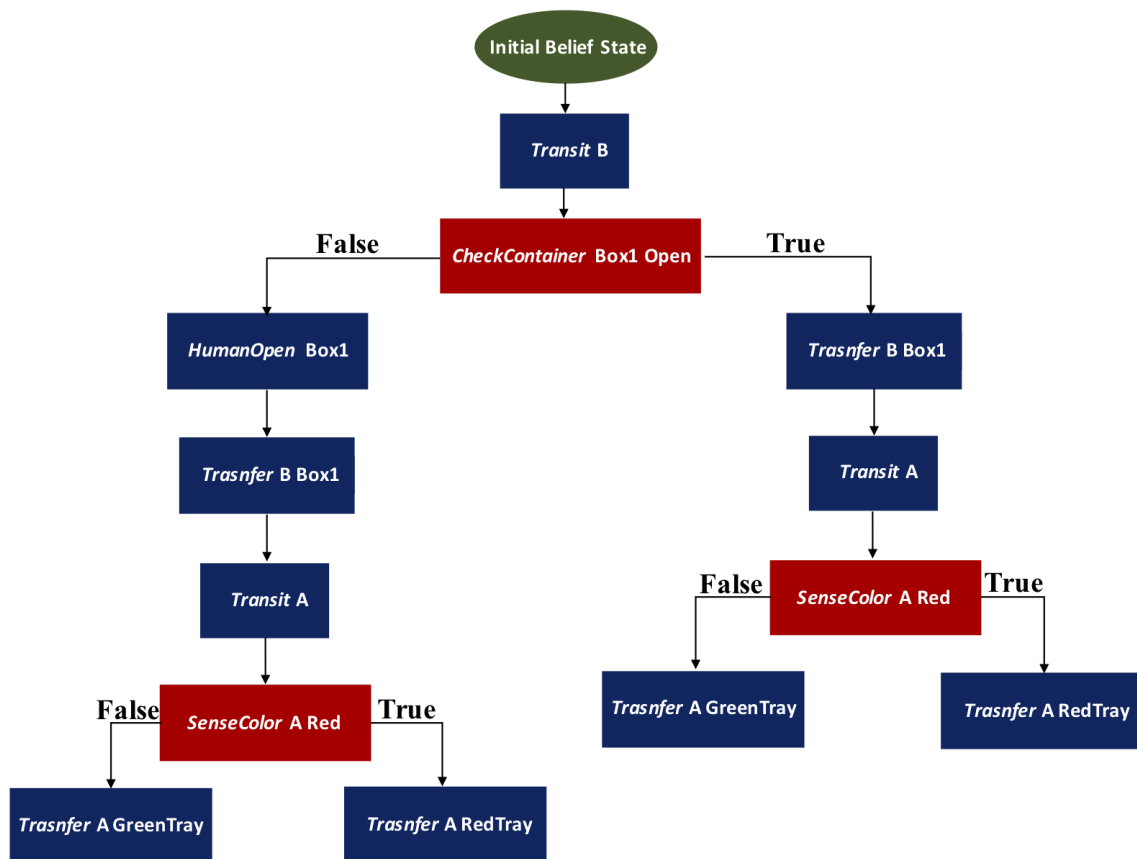 Initial Belief State
Transit B
CheckContainer Box1 Open
False
True
HumanOpen Box1
Trasnfer B Box1
Transit A
SenseColor A Red
False
True
Trasnfer A GreenTray
Trasnfer A RedTray
Trasnfer B Box1
Transit A
SenseColor A Red
False
True
Trasnfer A GreenTray
Trasnfer A RedTray